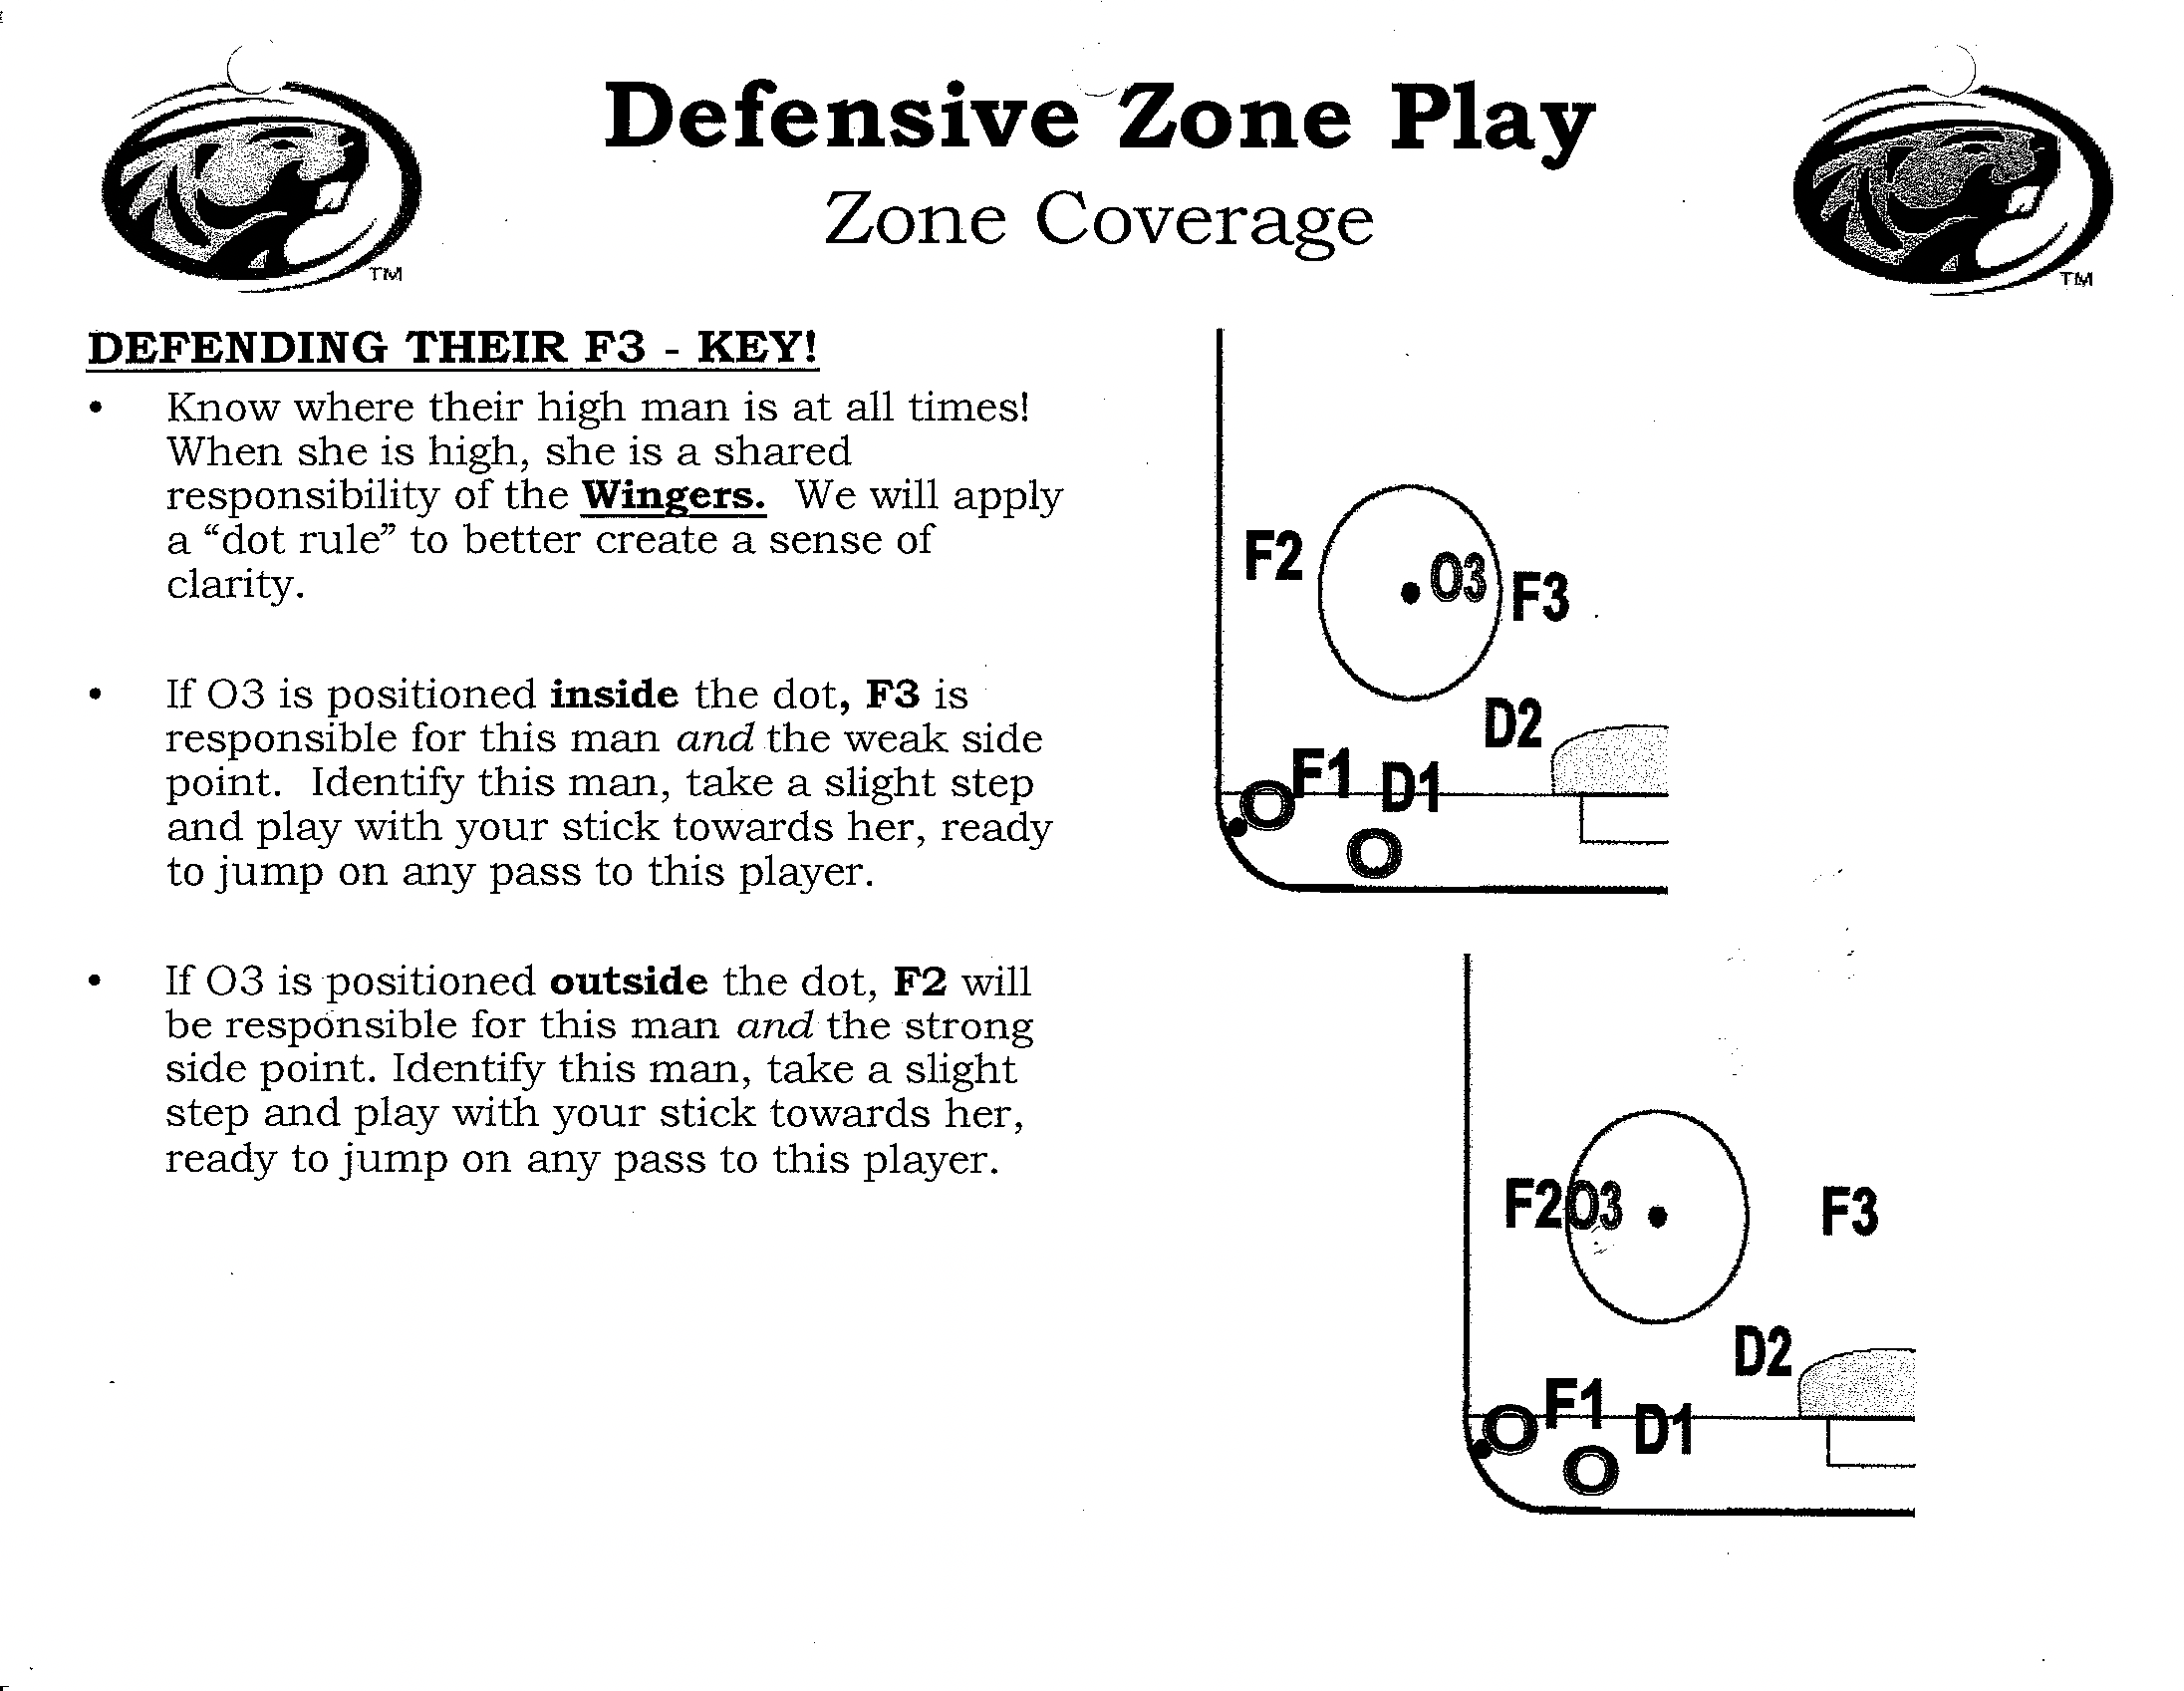 Defensive Zone Play
Zone Coverage
TM
TM
DEFENDING THEIR F3 - KEY!
• Know where their high man is at all times!
When she is high, she is a shared
responsibility of the Wingers. We will apply
a “dot rule” to better create a sense of
clarity.
• If O3 is positioned inside the dot, F3 is
responsible for this man and the weak side
point. Identify this man, take a slight step
and play with your stick towards her, ready
to jump on any pass to this player.
• If O3 is positioned outside the dot, F2 will
be responsible for this man and the strong
side point. Identify this man, take a slight
step and play with your stick towards her,
ready to jump on any pass to this player.
F2 O3 F3
D2
F1 D1
O
O
F2 O3 F3
D2
F1 D1
O
O